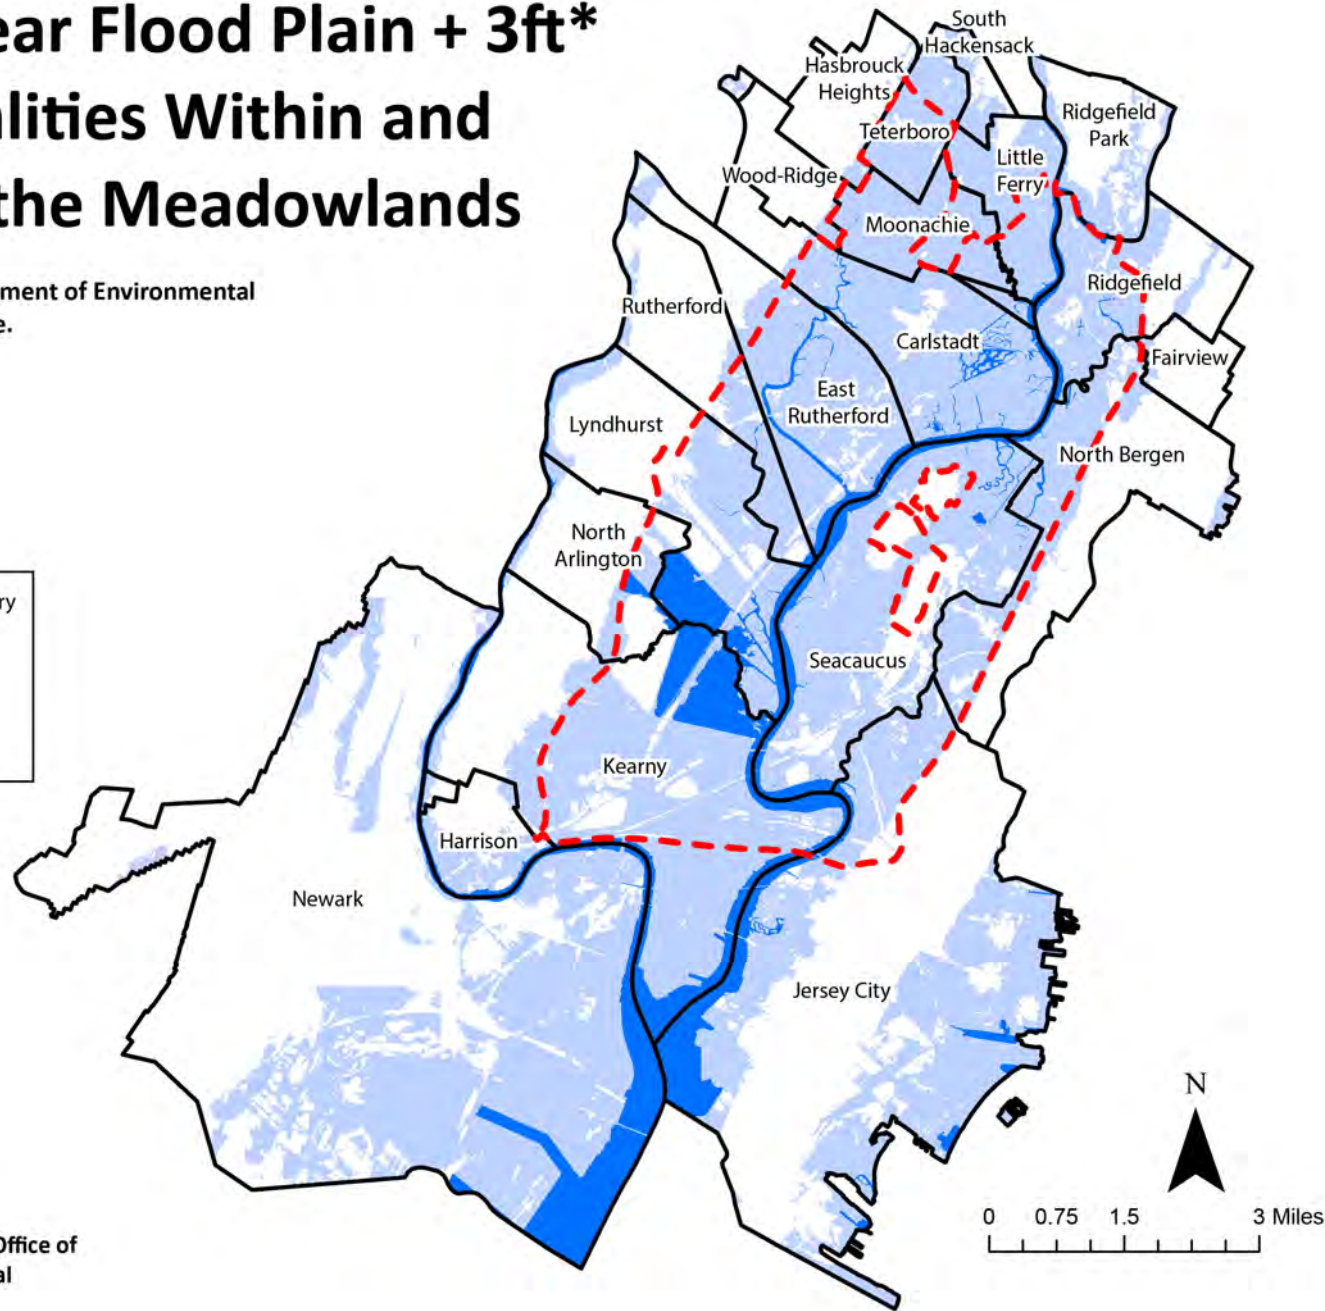 ear Flood Plain + 3ft*
alities Within and
the Meadowlands
ment of Environmental
e.
ry
Office of
al
South
Hackensack
Hasbrouck
Heights
Ridgefield
Park
Teterboro
Little
Ferry
Wood-Ridge
Moonachie
Ridgefield
Rutherford
Carlstadt
Fairview
East
Rutherford
Lyndhurst
North Bergen
North
Arlington
Seacaucus
Kearny
Harrison
Newark
Jersey City
N
0 0.75 1.5 3 Miles